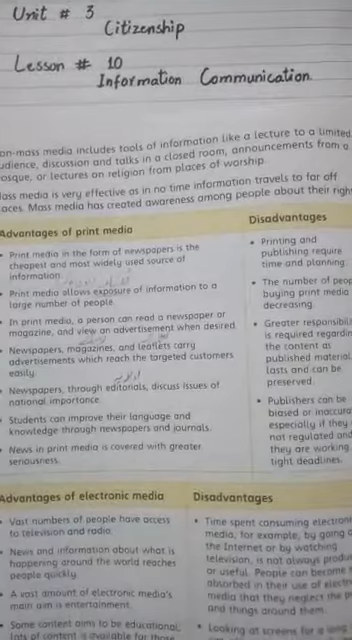 Unit # 3
Citizenship
Lesson # 10
Information Communication
on-mass media includes tools of information like a lecture to a limited
udience, discussion and talks in a closed room, announcements from a
osque, or lectures on religion from places of worship.
lass media is very effective as in no time information travels to far off
aces. Mass media has created awareness among people about their right
Advantages of print media
• Print media in the form of newspapers is the
cheapest and most widely used source of
information.
• Print media allows exposure of information to a
large number of people.
• In print media, a person can read a newspaper or
magazine, and view an advertisement when desired.
• Newspapers, magazines, and leaflets carry
advertisements which reach the targeted customers
easily.
• Newspapers, through editorials, discuss issues of
national importance.
• Students can improve their language and
knowledge through newspapers and journals.
• News in print media is covered with greater
seriousness.
Disadvantages
• Printing and
publishing require
time and planning.
• The number of peop
buying print media
decreasing.
• Greater responsibili
is required regardin
the content as
published material
lasts and can be
preserved.
• Publishers can be
biased or inaccura
especially if they
not regulated and
they are working
tight deadlines.
Advantages of electronic media
• Vast numbers of people have access
to television and radio.
• News and information about what is
happening around the world reaches
people quickly.
• A vast amount of electronic media's
main aim is entertainment.
• Some content aims to be educational;
lots of content is available for those
Disadvantages
• Time spent consuming electron
media, for example, by going o
the Internet or by watching
television, is not always produc
or useful. People can become
absorbed in their use of electr
media that they neglect the p
and things around them.
• Looking at screens for a long